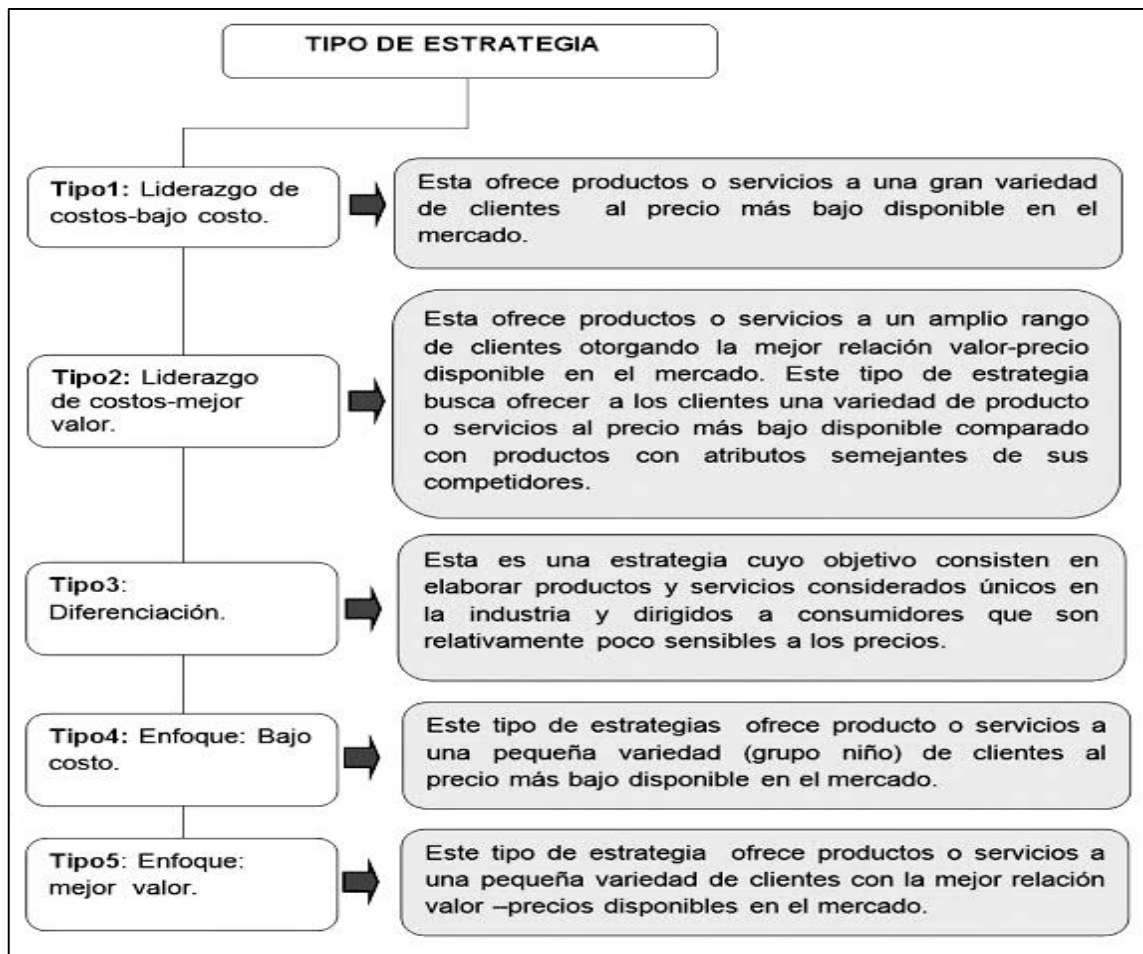 TIPO DE ESTRATEGIA
Tipo1: Liderazgo de
costos-bajo costo.
Esta ofrece productos o servicios a una gran variedad
de clientes al precio más bajo disponible en el
mercado.
Tipo2: Liderazgo
de costos-mejor
valor.
Esta ofrece productos o servicios a un amplio rango
de clientes otorgando la mejor relación valor-precio
disponible en el mercado. Este tipo de estrategia
busca ofrecer a los clientes una variedad de producto
o servicios al precio más bajo disponible comparado
con productos con atributos semejantes de sus
competidores.
Tipo3:
Diferenciación.
Esta es una estrategia cuyo objetivo consisten en
elaborar productos y servicios considerados únicos en
la industria y dirigidos a consumidores que son
relativamente poco sensibles a los precios.
Tipo4: Enfoque: Bajo
costo.
Este tipo de estrategias ofrece producto o servicios a
una pequeña variedad (grupo niño) de clientes al
precio más bajo disponible en el mercado.
Tipo5: Enfoque:
mejor valor.
Este tipo de estrategia ofrece productos o servicios a
una pequeña variedad de clientes con la mejor relación
valor –precios disponibles en el mercado.